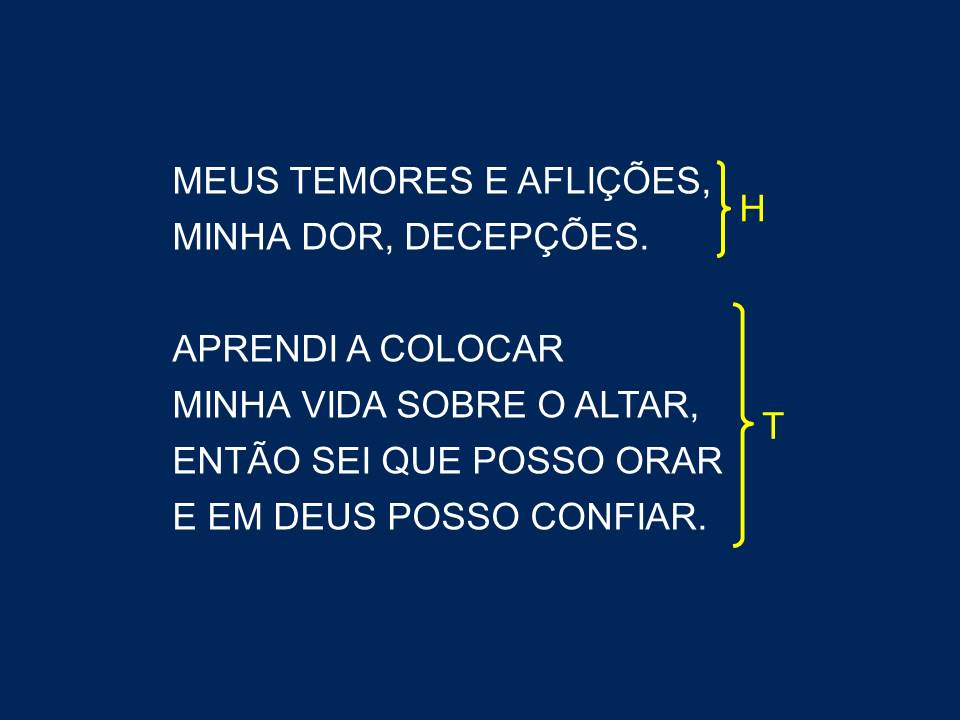 MEUS TEMORES E AFLIÇÕES,
MINHA DOR, DECEPÇÕES.
H
APRENDI A COLOCAR
MINHA VIDA SOBRE O ALTAR,
ENTÃO SEI QUE POSSO ORAR
E EM DEUS POSSO CONFIAR.
T